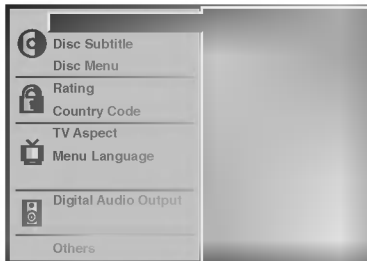 Disc Subtitle
Disc Menu
Rating
Country Code
TV Aspect
Menu Language
Digital Audio Output
Others